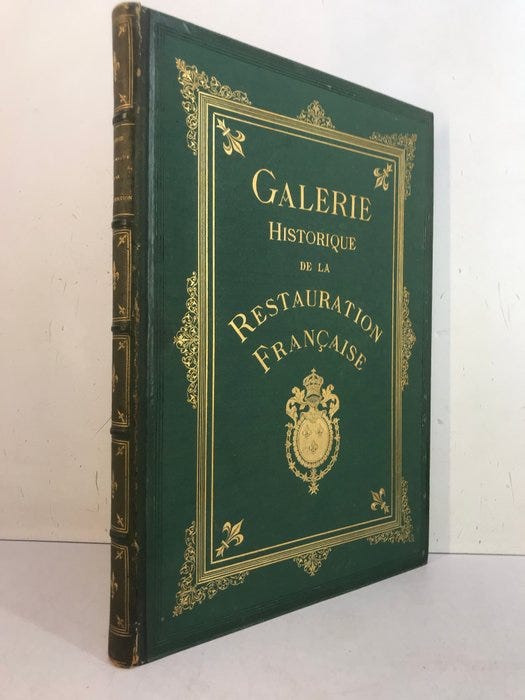 GALERIE
HISTORIQUE
DE LA
RESTAURATION
FRANÇAISE